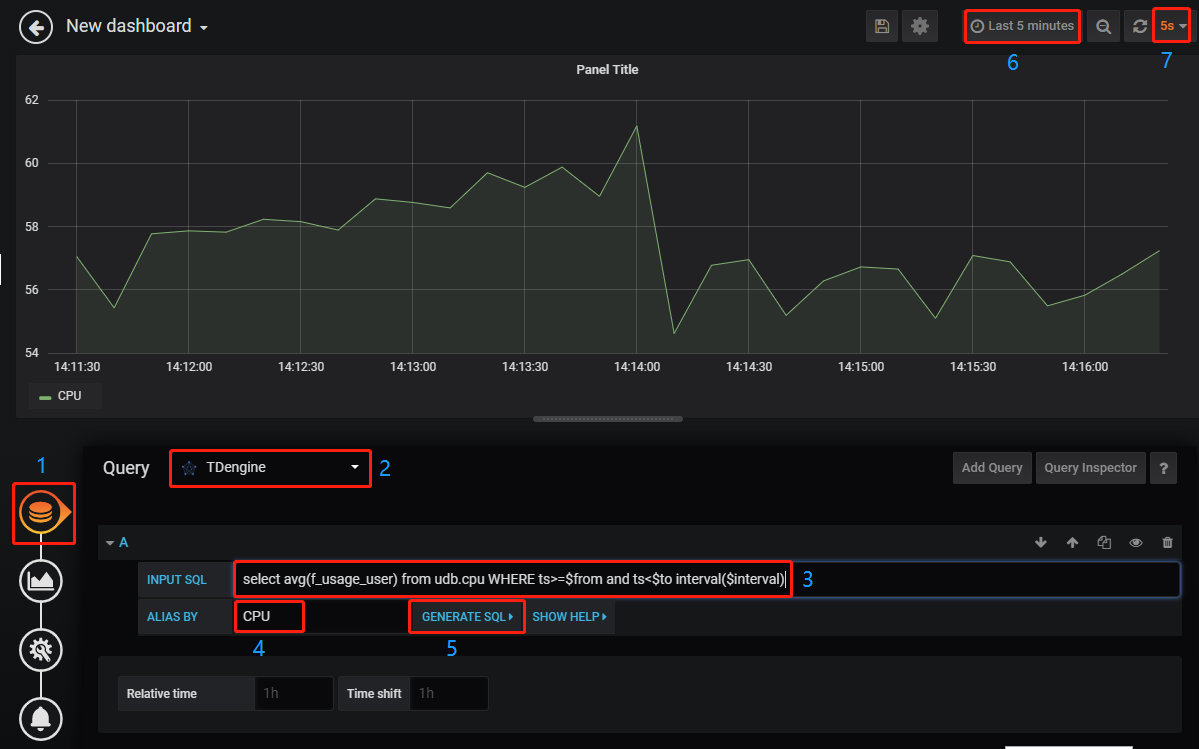 New dashboard
Last 5 minutes
5s
6
7
Panel Title
62
60
58
56
54
14:11:30 14:12:00 14:12:30 14:13:00 14:13:30 14:14:00 14:14:30 14:15:00 14:15:30 14:16:00
CPU
1
Query
TDengine
2
Add Query
Query Inspector
?
A
INPUT SQL
select avg(f_usage_user) from udb.cpu WHERE ts>=$from and ts<$to interval($interval)
3
ALIAS BY
CPU
GENERATE SQL
SHOW HELP
4
5
Relative time
1h
Time shift
1h